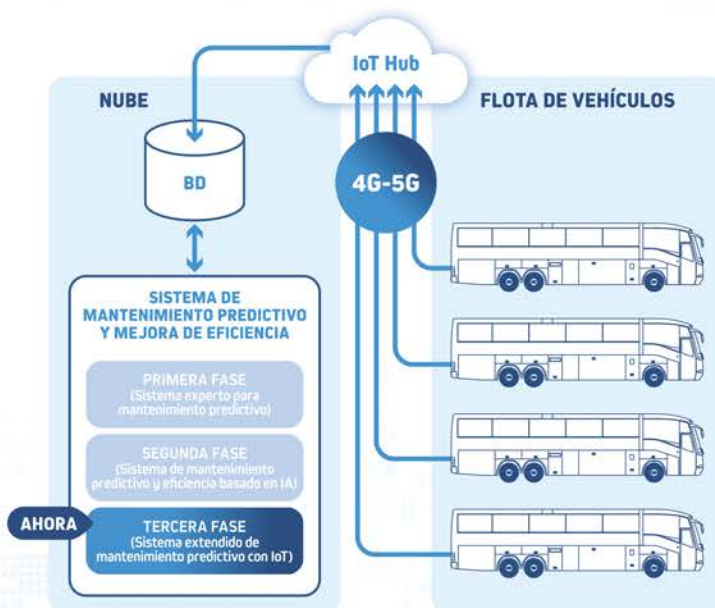 IoT Hub
NUBE
FLOTA DE VEHÍCULOS
BD
4G-5G
SISTEMA DE
MANTENIMIENTO PREDICTIVO
Y MEJORA DE EFICIENCIA
PRIMERA FASE
(Sistema experto para
mantenimiento predictivo)
SEGUNDA FASE
(Sistema de mantenimiento
predictivo y eficiencia basado en IA)
AHORA
TERCERA FASE
(Sistema extendido de
mantenimiento predictivo con IoT)